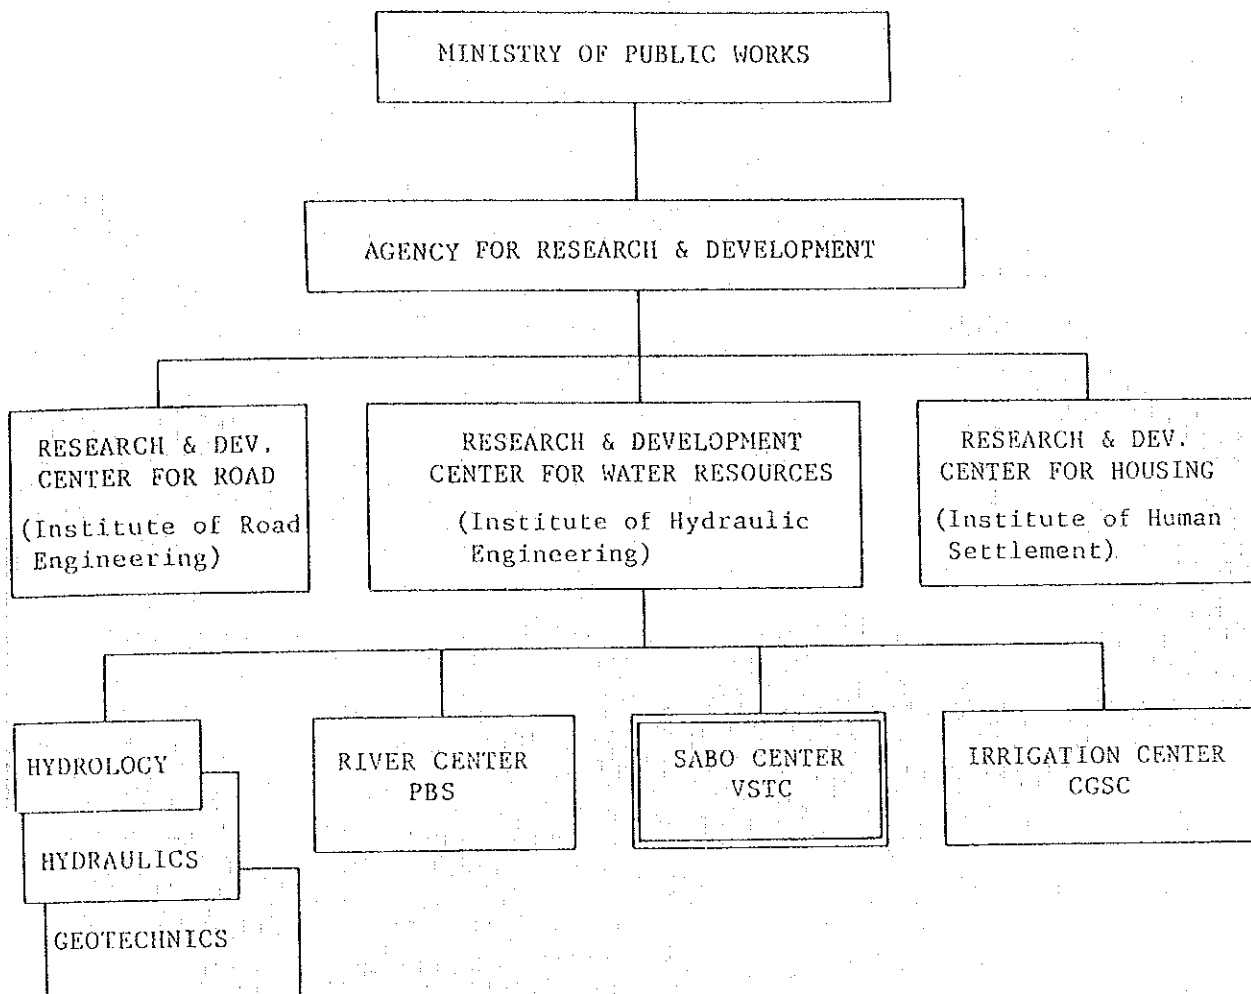 MINISTRY OF PUBLIC WORKS
AGENCY FOR RESEARCH & DEVELOPMENT
RESEARCH & DEV.
CENTER FOR ROAD
(Institute of Road
Engineering)
RESEARCH & DEVELOPMENT
CENTER FOR WATER RESOURCES
(Institute of Hydraulic
Engineering)
RESEARCH & DEV.
CENTER FOR HOUSING
(Institute of Human
Settlement)
HYDROLOGY
HYDRAULICS
GEOTECHNICS
RIVER CENTER
PBS
SABO CENTER
VSTC
IRRIGATION CENTER
CGSC